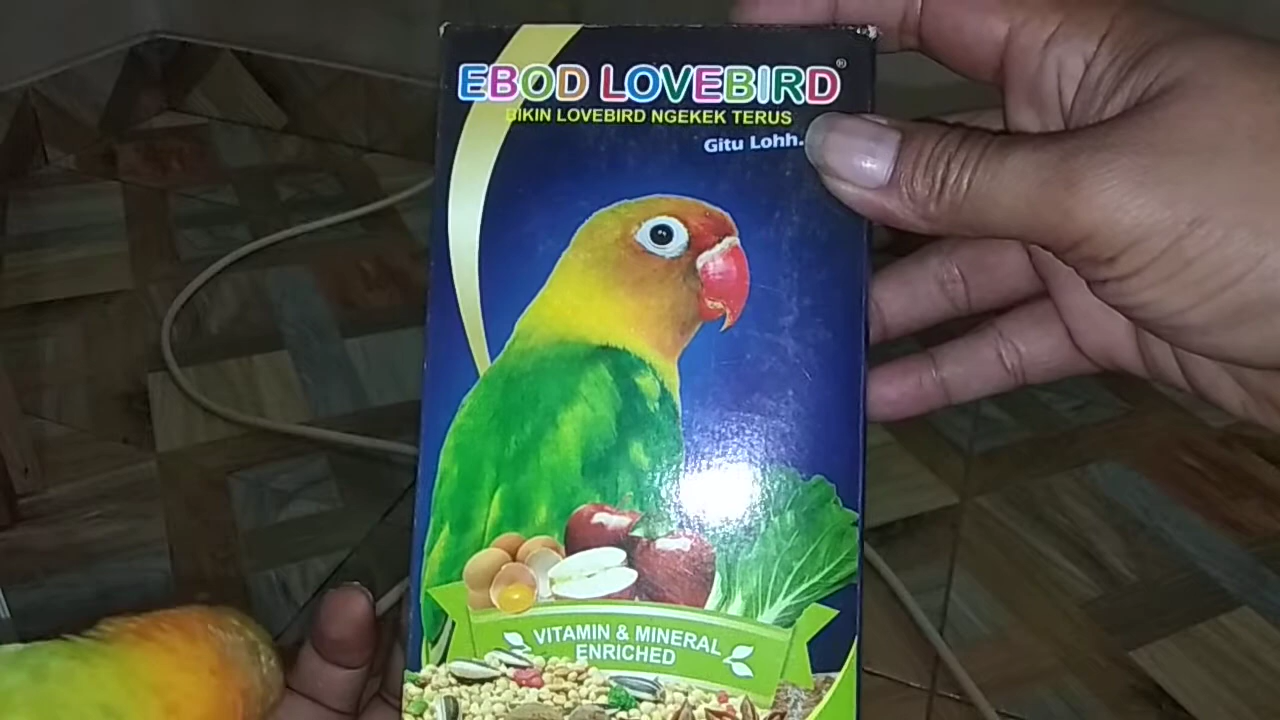 EBOD LOVEBIRD®
BIKIN LOVEBIRD NGEKEK TERUS
Gitu Lohh.
VITAMIN & MINERAL
ENRICHED